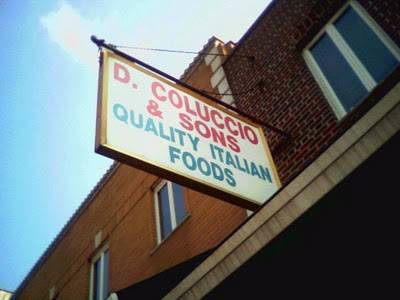 D. COLUCCIO
& SONS
QUALITY ITALIAN
FOODS